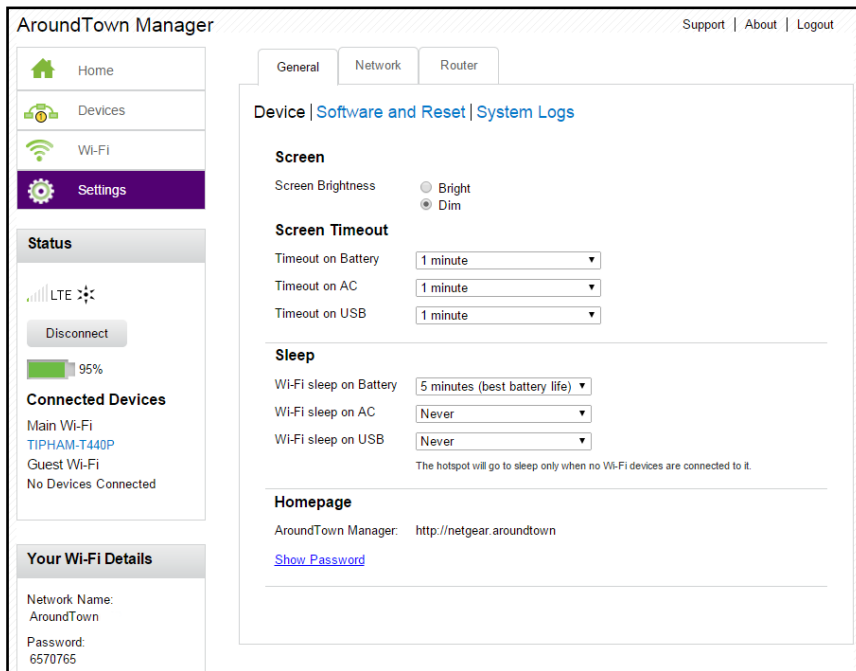 AroundTown Manager
Support | About | Logout
Home
Devices
Wi-Fi
Settings
Status
LTE
Disconnect
95%
Connected Devices
Main Wi-Fi
TIPHAM-T440P
Guest Wi-Fi
No Devices Connected
Your Wi-Fi Details
Network Name:
AroundTown
Password:
6570765
General
Network
Router
Device | Software and Reset | System Logs
Screen
Screen Brightness
Bright
Dim
Screen Timeout
Timeout on Battery 1 minute
Timeout on AC 1 minute
Timeout on USB 1 minute
Sleep
Wi-Fi sleep on Battery 5 minutes (best battery life)
Wi-Fi sleep on AC Never
Wi-Fi sleep on USB Never
The hotspot will go to sleep only when no Wi-Fi devices are connected to it.
Homepage
AroundTown Manager: http://netgear.aroundtown
Show Password